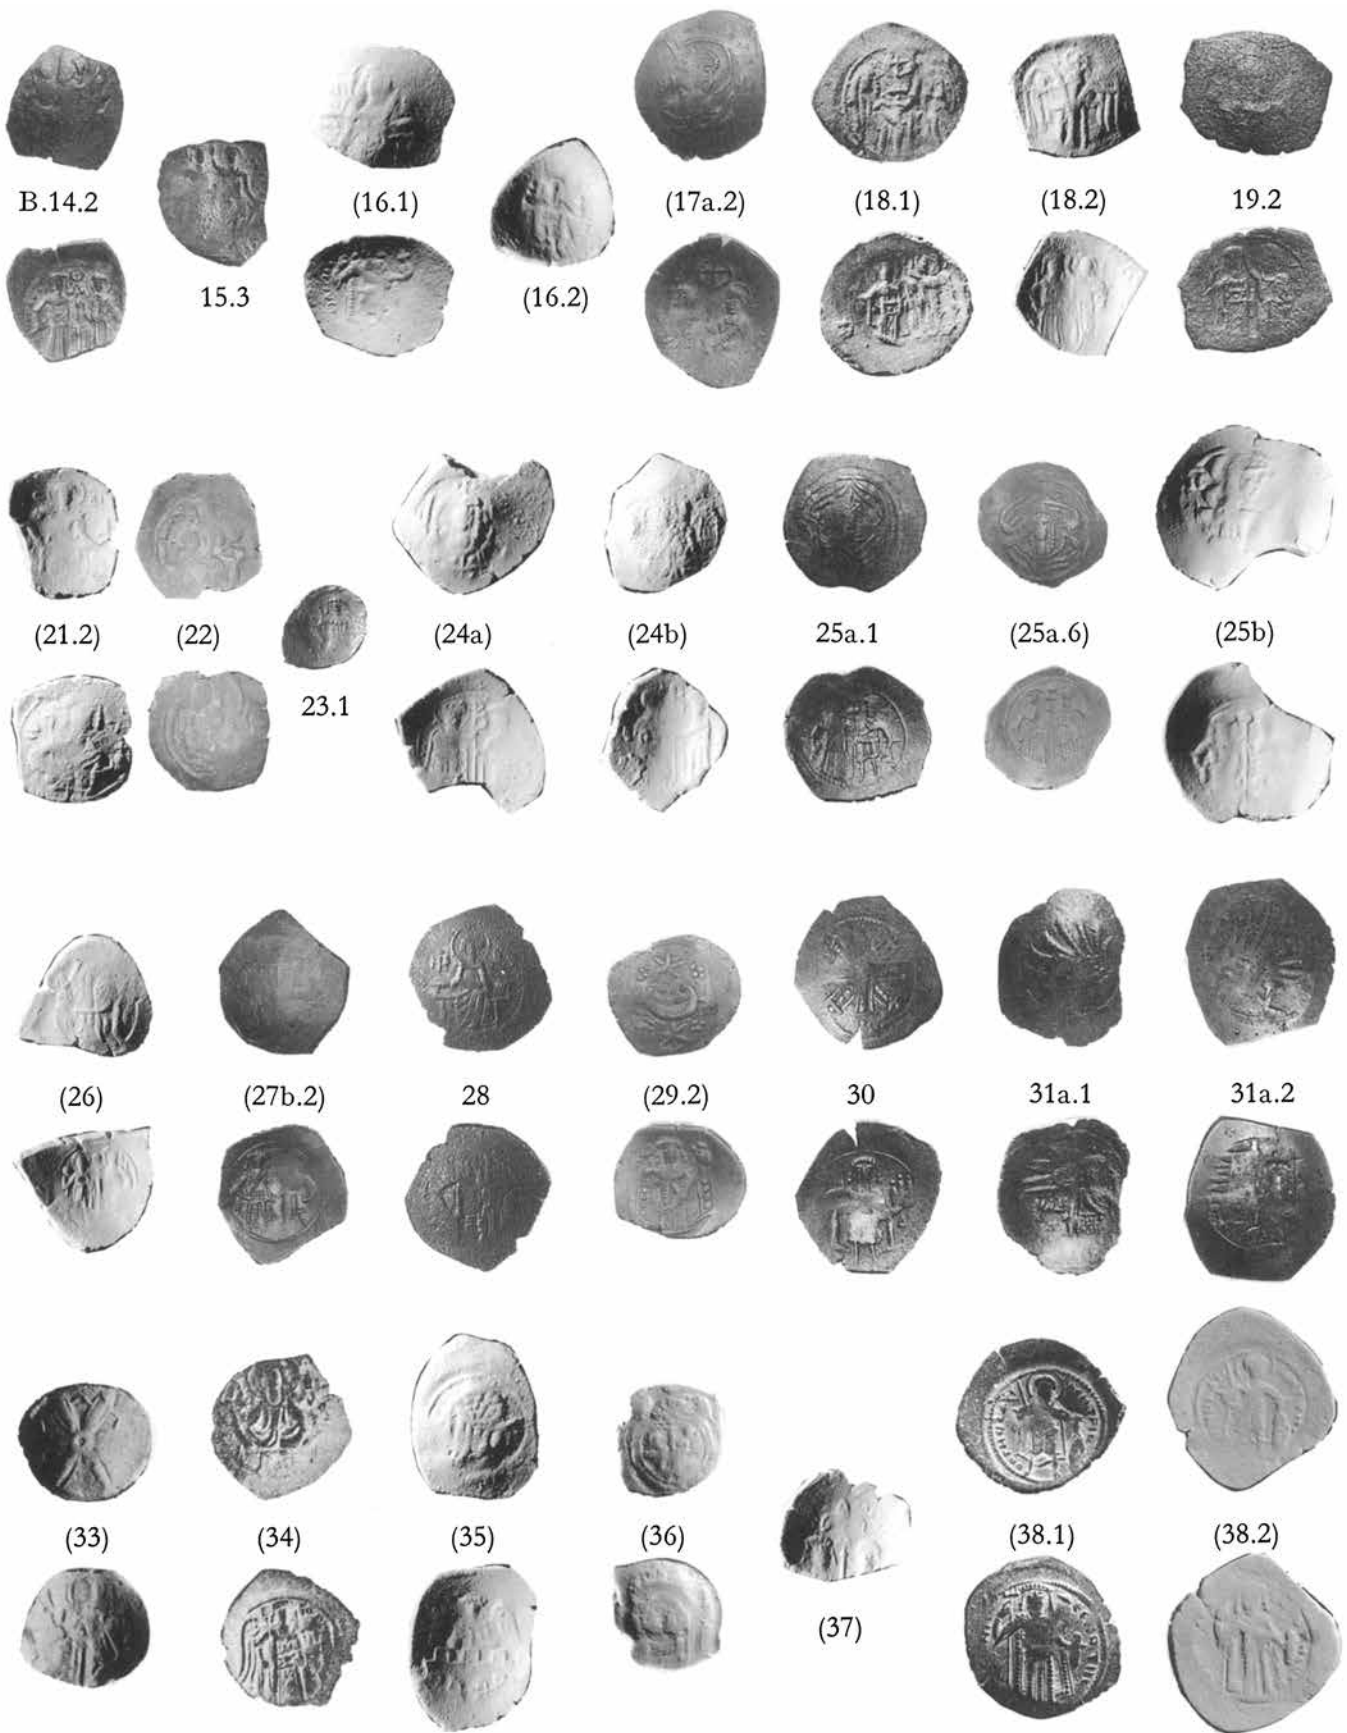 B.14.2 (16.1) (17a.2) (18.1) (18.2) 19.2
15.3 (16.2)
(21.2) (22) (24a) (24b) 25a.1 (25a.6) (25b)
23.1
(26) (27b.2) 28 (29.2) 30 31a.1 31a.2
(33) (34) (35) (36) (38.1) (38.2)
(37)